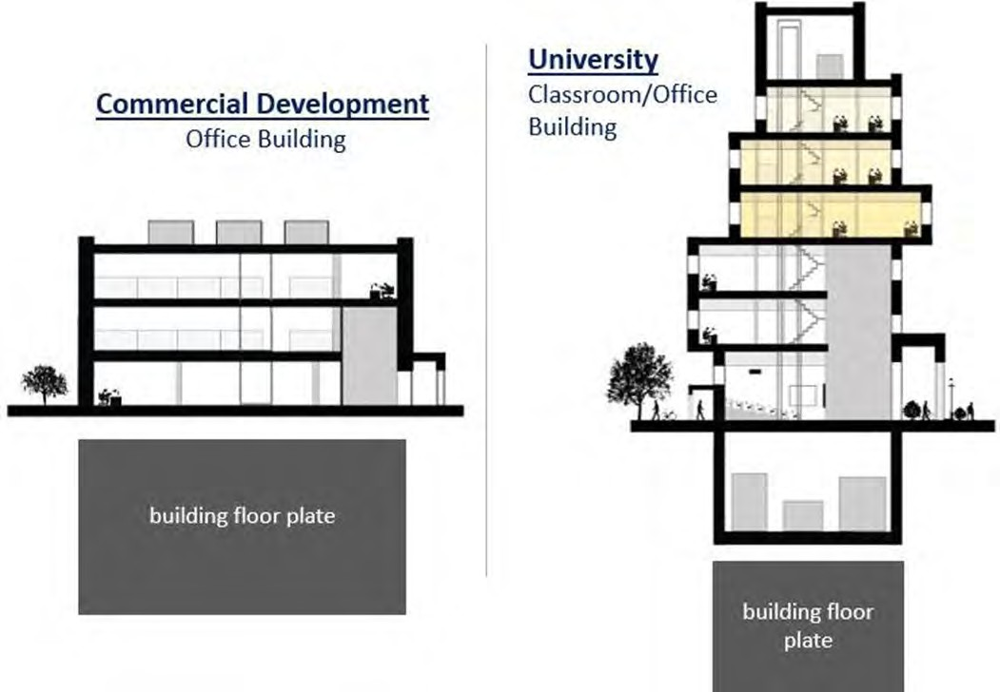 Commercial Development
Office Building
building floor plate
University
Classroom/Office
Building
building floor
plate